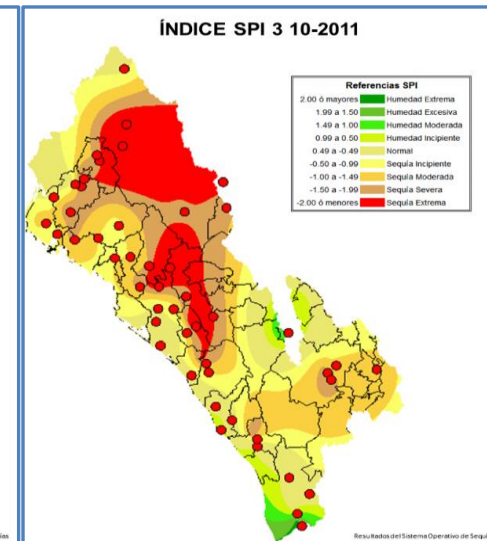 ÍNDICE SPI 3 10-2011
Referencias SPI
2.00 ó mayores Humedad Extrema
1.99 a 1.50 Humedad Excesiva
1.49 a 1.00 Humedad Moderada
0.99 a 0.50 Humedad Incipiente
0.49 a -0.49 Normal
-0.50 a -0.99 Sequía Incipiente
-1.00 a -1.49 Sequía Moderada
-1.50 a -1.99 Sequía Severa
-2.00 ó menores Sequía Extrema
Resultados del Sistema Operativo de Sequí